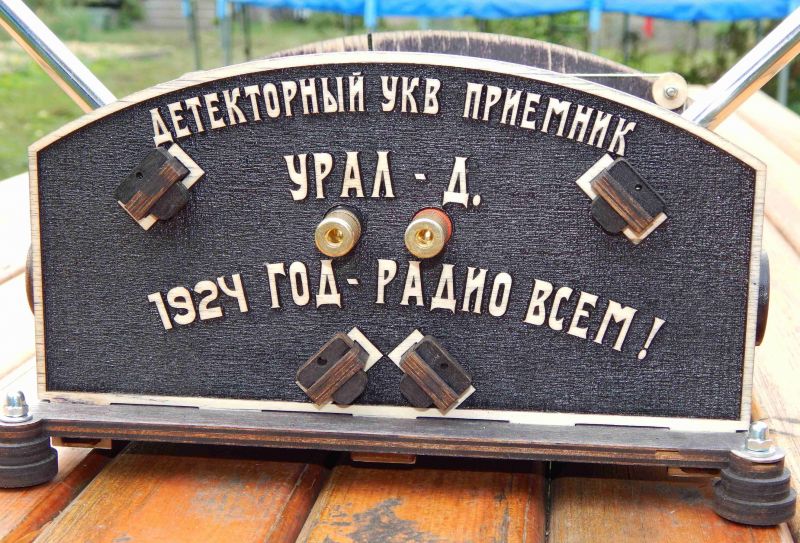 ДЕТЕКТОРНЫЙ УКВ ПРИЕМНИК
УРАЛ - Д.
1924 ГОД - РАДИО ВСЕМ!